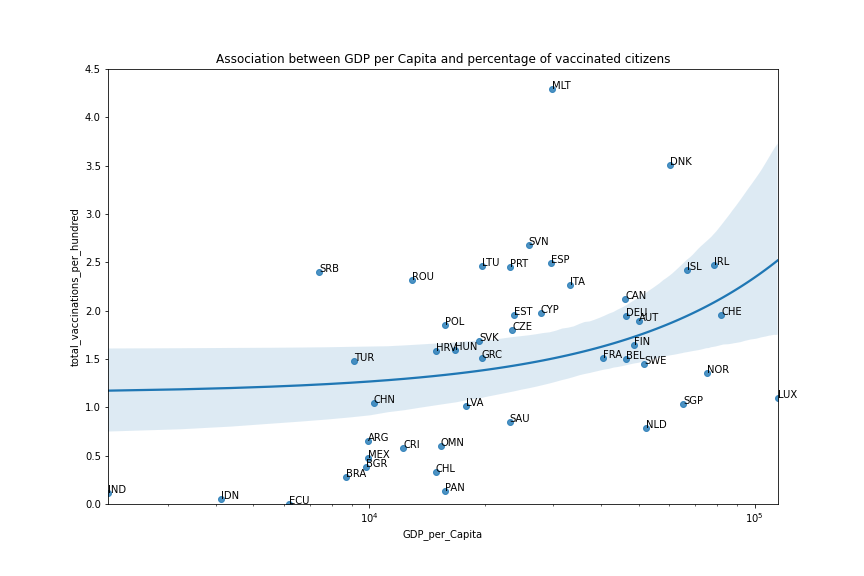 Association between GDP per Capita and percentage of vaccinated citizens
4.5
4.0
3.5
3.0
2.5
2.0
1.5
1.0
0.5
0.0
total_vaccinations_per_hundred
MLT
DNK
SVN
SRB
ROU
LTU
PRT
ESP
ITA
ISL
IRL
CAN
POL
EST
CYP
CZE
DEU
AUT
CHE
TUR
HRV
HUN
SVK
GRC
FRA
BEL
FIN
SWE
NOR
CHN
LVA
SAU
SGP
NLD
LUX
ARG
MEX
BGR
BRA
CRI
OMN
CHL
PAN
IND
IDN
ECU
10⁴
10⁵
GDP_per_Capita